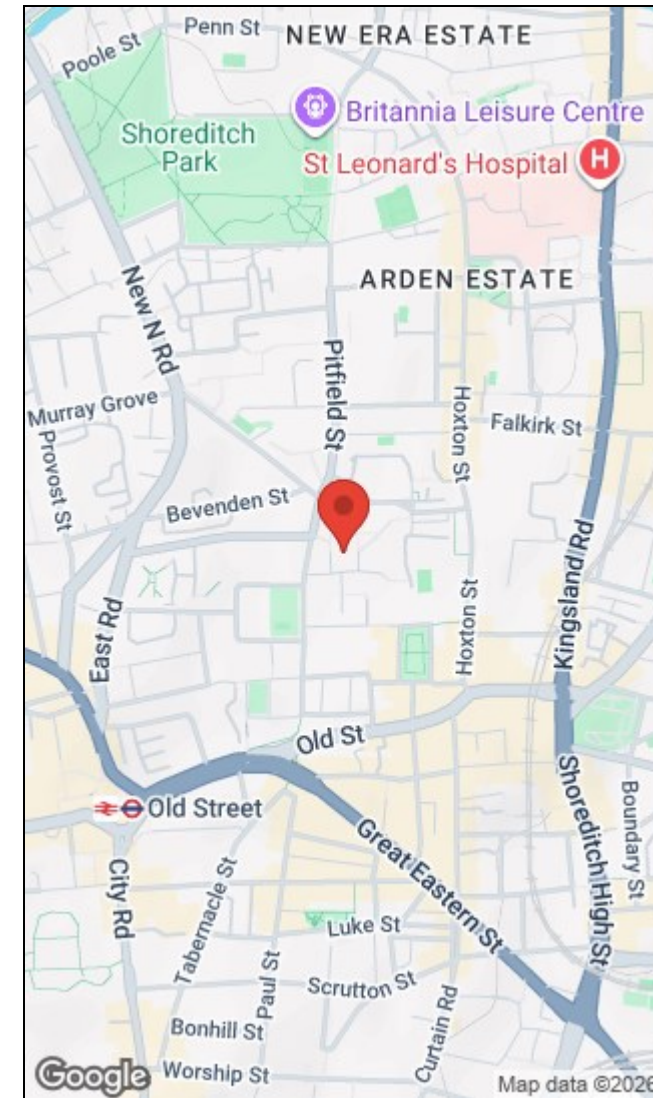 Penn St
NEW ERA ESTATE
Poole St
Britannia Leisure Centre
Shoreditch
Park
St Leonard's Hospital
H
ARDEN ESTATE
New N Rd
Pitfield St
Murray Grove
Hoxton St
Falkirk St
Provost St
Bevenden St
Kingsland Rd
East Rd
Hoxton St
Old St
Old Street
Shoreditch High St
Boundary St
Great Eastern St
City Rd
Tabernacle St
Luke St
Paul St
Scrutton St
Curtain Rd
Bonhill St
Worship St
Google
Map data ©2026